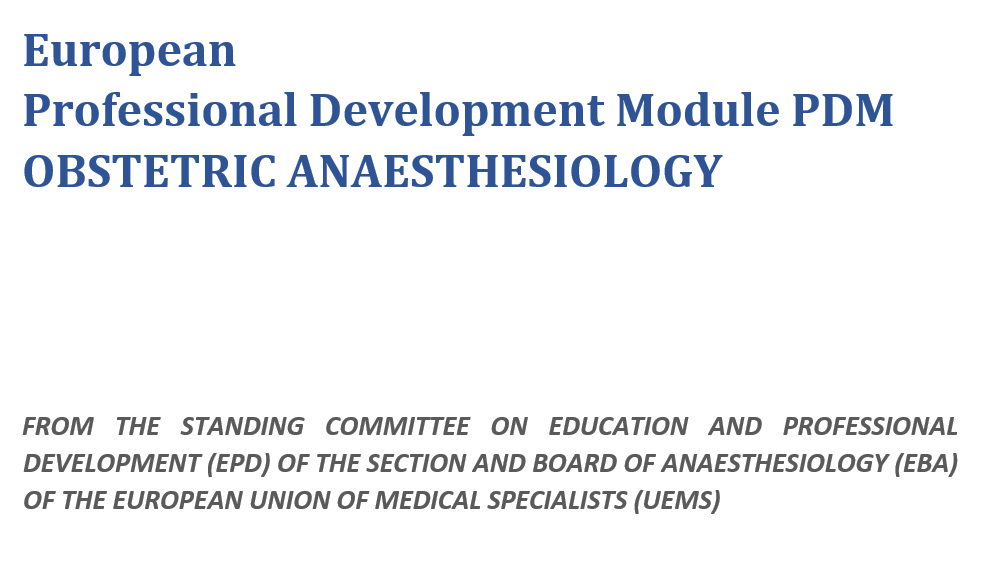 European
Professional Development Module PDM
OBSTETRIC ANAESTHESIOLOGY
FROM THE STANDING COMMITTEE ON EDUCATION AND PROFESSIONAL
DEVELOPMENT (EPD) OF THE SECTION AND BOARD OF ANAESTHESIOLOGY (EBA)
OF THE EUROPEAN UNION OF MEDICAL SPECIALISTS (UEMS)